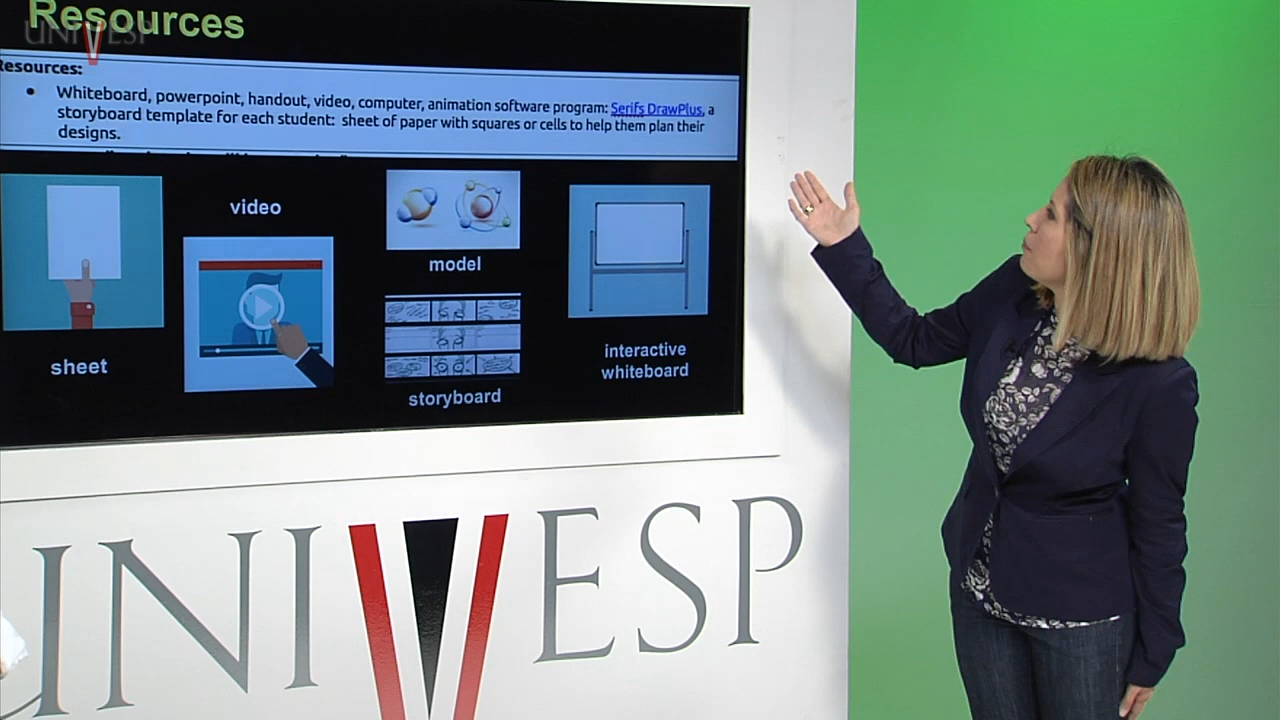 Resources
UNIVESP
esources:
• Whiteboard, powerpoint, handout, video, computer, animation software program: Serifs DrawPlus, a
storyboard template for each student: sheet of paper with squares or cells to help them plan their
designs.
video
model
sheet
storyboard
interactive
whiteboard
UNIVESP